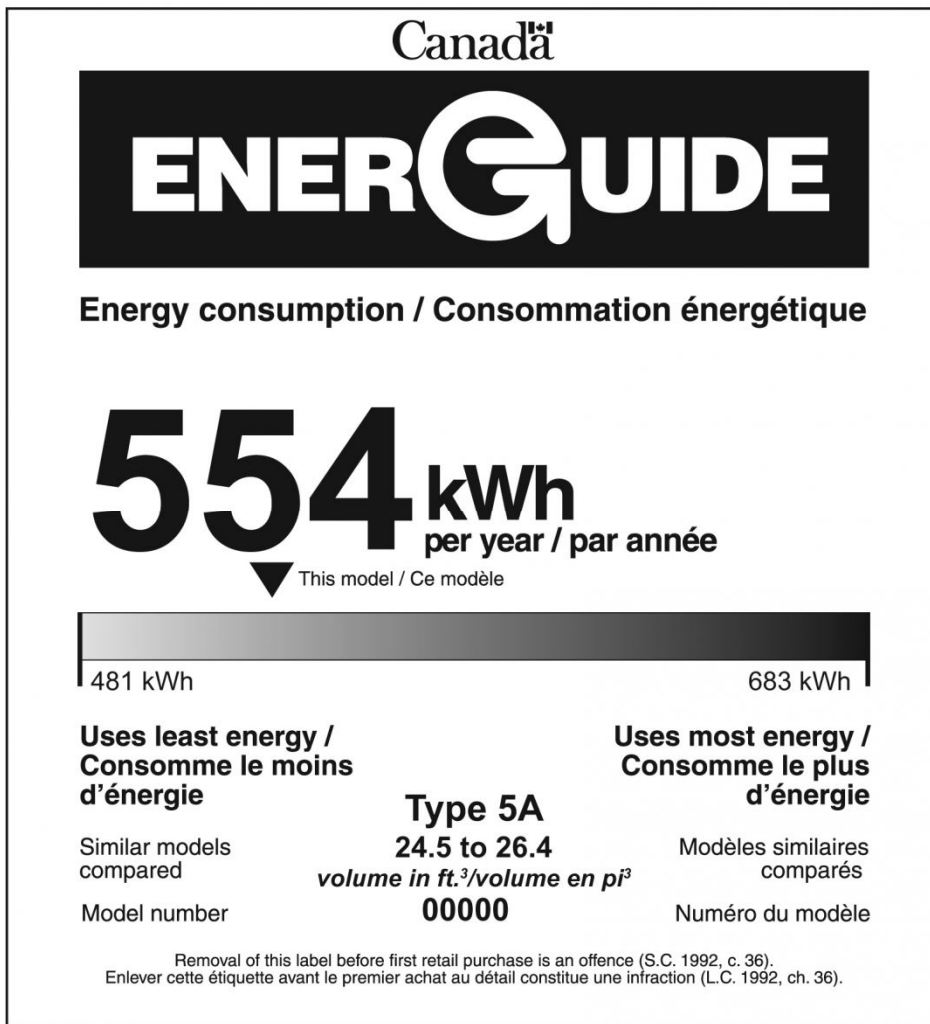 Canada
ENERGUIDE
Energy consumption / Consommation énergétique
554 kWh
per year / par année
This model / Ce modèle
481 kWh
683 kWh
Uses least energy /
Consomme le moins
d'énergie
Uses most energy /
Consomme le plus
d'énergie
Type 5A
Similar models
compared
24.5 to 26.4
volume in ft.³/volume en pi³
Modèles similaires
comparés
Model number
00000
Numéro du modèle
Removal of this label before first retail purchase is an offence (S.C. 1992, c. 36).
Enlever cette étiquette avant le premier achat au détail constitue une infraction (L.C. 1992, ch. 36).